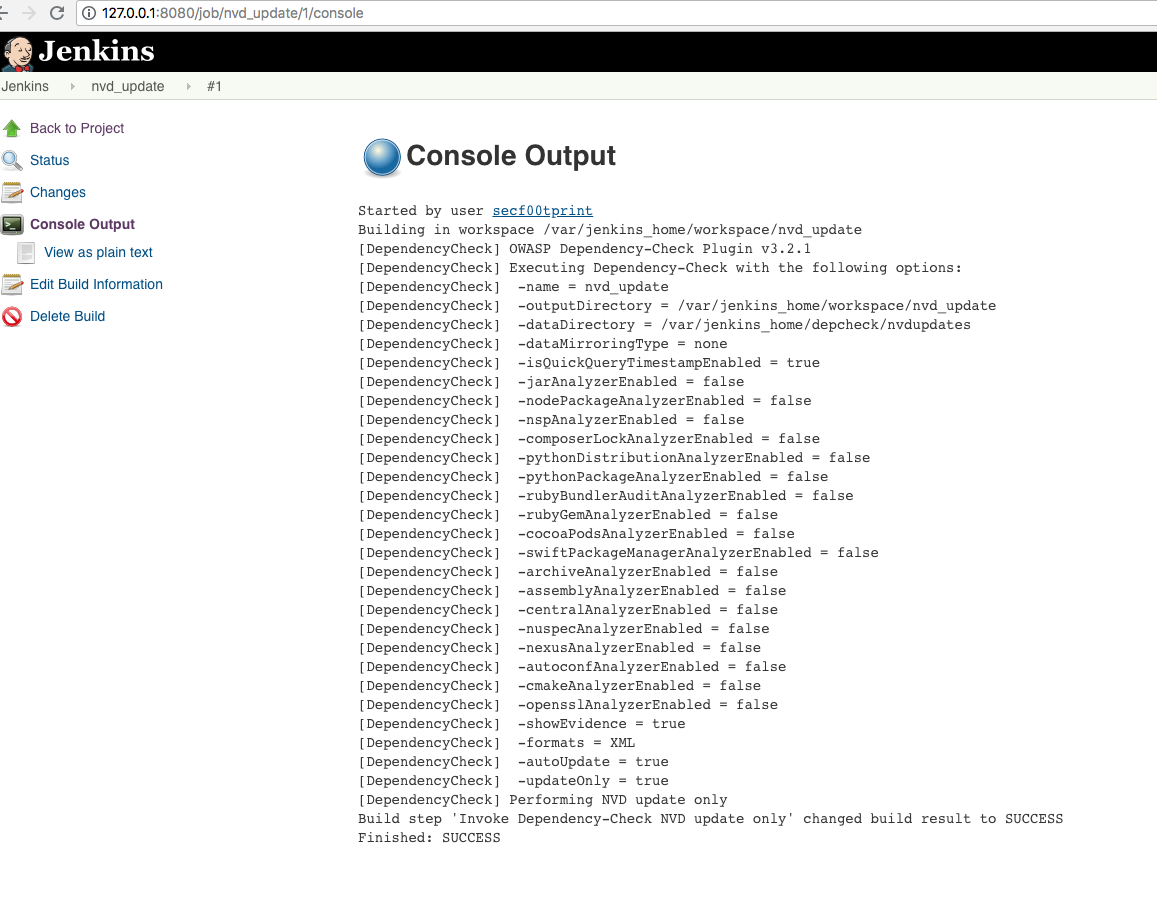 127.0.0.1:8080/job/nvd_update/1/console
Jenkins
Jenkins nvd_update #1
Back to Project
Status
Changes
Console Output
View as plain text
Edit Build Information
Delete Build
Console Output
Started by user secf00tprint
Building in workspace /var/jenkins_home/workspace/nvd_update
[DependencyCheck] OWASP Dependency-Check Plugin v3.2.1
[DependencyCheck] Executing Dependency-Check with the following options:
[DependencyCheck]  -name = nvd_update
[DependencyCheck]  -outputDirectory = /var/jenkins_home/workspace/nvd_update
[DependencyCheck]  -dataDirectory = /var/jenkins_home/depcheck/nvdupdates
[DependencyCheck]  -dataMirroringType = none
[DependencyCheck]  -isQuickQueryTimestampEnabled = true
[DependencyCheck]  -jarAnalyzerEnabled = false
[DependencyCheck]  -nodePackageAnalyzerEnabled = false
[DependencyCheck]  -nspAnalyzerEnabled = false
[DependencyCheck]  -composerLockAnalyzerEnabled = false
[DependencyCheck]  -pythonDistributionAnalyzerEnabled = false
[DependencyCheck]  -pythonPackageAnalyzerEnabled = false
[DependencyCheck]  -rubyBundlerAuditAnalyzerEnabled = false
[DependencyCheck]  -rubyGemAnalyzerEnabled = false
[DependencyCheck]  -cocoaPodsAnalyzerEnabled = false
[DependencyCheck]  -swiftPackageManagerAnalyzerEnabled = false
[DependencyCheck]  -archiveAnalyzerEnabled = false
[DependencyCheck]  -assemblyAnalyzerEnabled = false
[DependencyCheck]  -centralAnalyzerEnabled = false
[DependencyCheck]  -nuspecAnalyzerEnabled = false
[DependencyCheck]  -nexusAnalyzerEnabled = false
[DependencyCheck]  -autoconfAnalyzerEnabled = false
[DependencyCheck]  -cmakeAnalyzerEnabled = false
[DependencyCheck]  -opensslAnalyzerEnabled = false
[DependencyCheck]  -showEvidence = true
[DependencyCheck]  -formats = XML
[DependencyCheck]  -autoUpdate = true
[DependencyCheck]  -updateOnly = true
[DependencyCheck] Performing NVD update only
Build step 'Invoke Dependency-Check NVD update only' changed build result to SUCCESS
Finished: SUCCESS